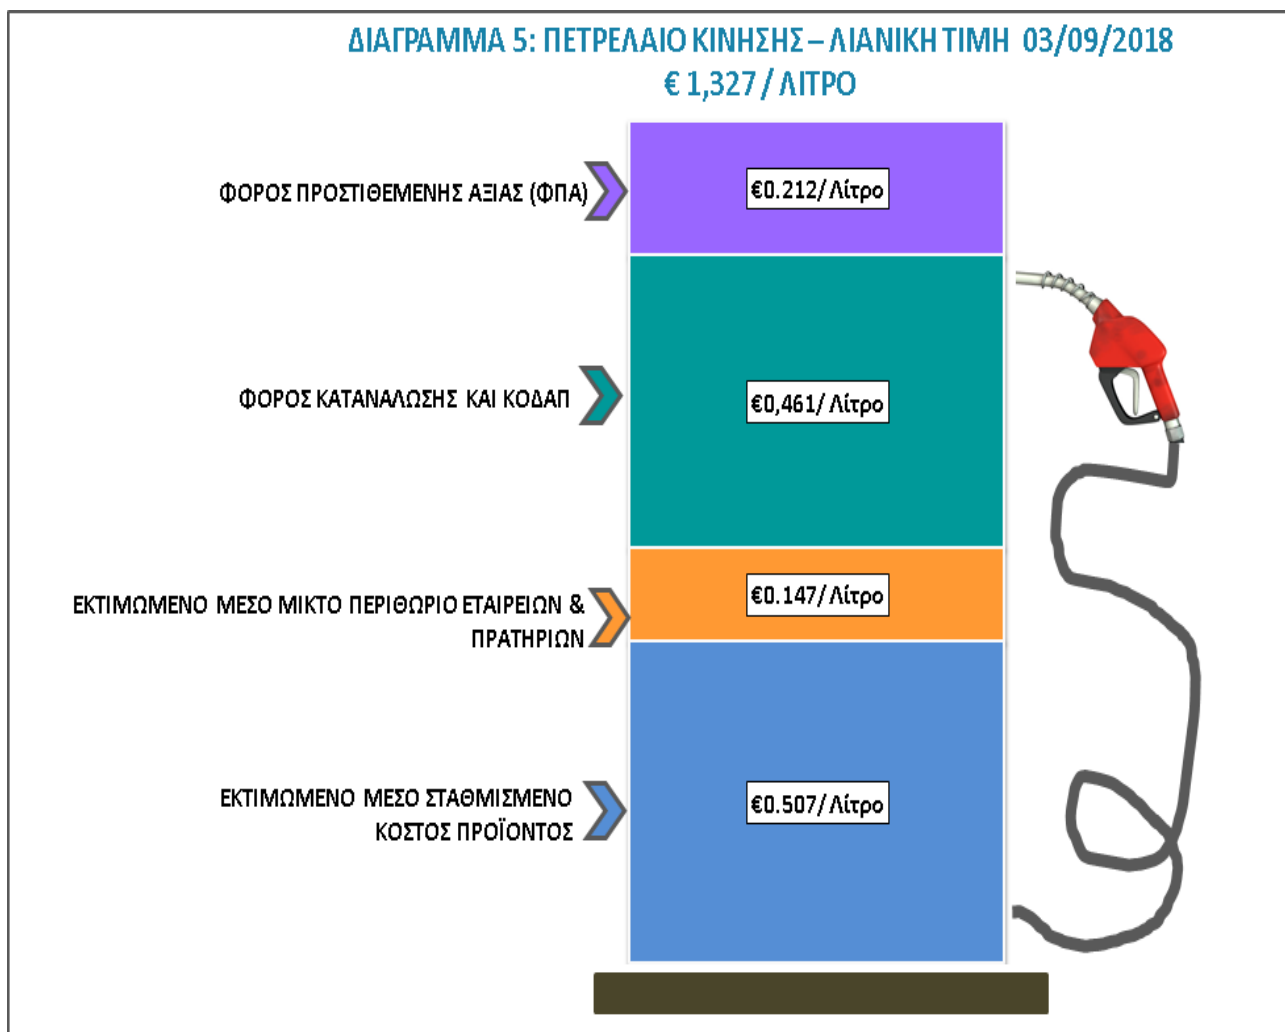 ΔΙΑΓΡΑΜΜΑ 5: ΠΕΤΡΕΛΑΙΟ ΚΙΝΗΣΗΣ – ΛΙΑΝΙΚΗ ΤΙΜΗ 03/09/2018
€ 1,327 / ΛΙΤΡΟ
ΦΟΡΟΣ ΠΡΟΣΤΙΘΕΜΕΝΗΣ ΑΞΙΑΣ (ΦΠΑ)
€0.212/ Λίτρο
ΦΟΡΟΣ ΚΑΤΑΝΑΛΩΣΗΣ ΚΑΙ ΚΟΔΑΠ
€0,461/ Λίτρο
ΕΚΤΙΜΩΜΕΝΟ ΜΕΣΟ ΜΙΚΤΟ ΠΕΡΙΘΩΡΙΟ ΕΤΑΙΡΕΙΩΝ &
ΠΡΑΤΗΡΙΩΝ
€0.147/ Λίτρο
ΕΚΤΙΜΩΜΕΝΟ ΜΕΣΟ ΣΤΑΘΜΙΣΜΕΝΟ
ΚΟΣΤΟΣ ΠΡΟΪΟΝΤΟΣ
€0.507/ Λίτρο